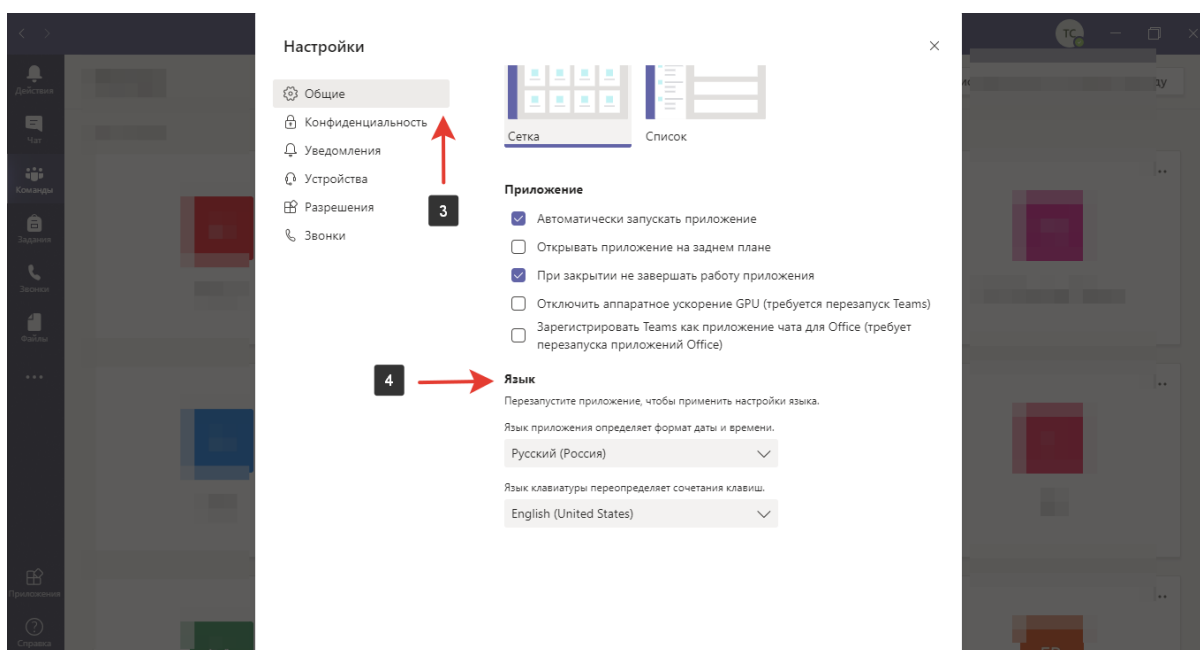 TC
Действия
Чат
Команды
Задания
Звонки
Файлы
Приложения
Справка
Настройки
Общие
Конфиденциальность
Уведомления
Устройства
Разрешения
Звонки
3
Сетка
Список
Приложение
Автоматически запускать приложение
Открывать приложение на заднем плане
При закрытии не завершать работу приложения
Отключить аппаратное ускорение GPU (требуется перезапуск Teams)
Зарегистрировать Teams как приложение чата для Office (требует
перезапуска приложений Office)
4
Язык
Перезапустите приложение, чтобы применить настройки языка.
Язык приложения определяет формат даты и времени.
Русский (Россия)
Язык клавиатуры переопределяет сочетания клавиш.
English (United States)